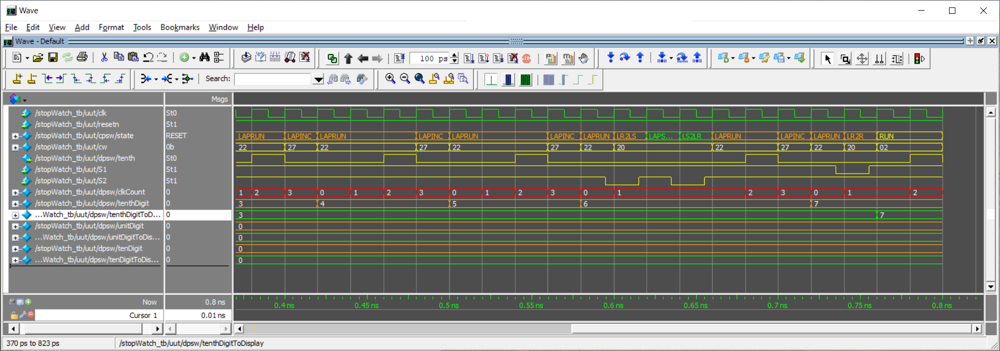 Wave
File Edit View Add Format Tools Bookmarks Window Help
Wave - Default
100 ps
Search:
Msgs
/stopWatch_tb/uut/clk St0
/stopWatch_tb/uut/resetn St1
/stopWatch_tb/uut/cpsw/state RESET LAPRUN LAPINC LAPRUN LAPINC LAPRUN LAPINC LAPRUN LR2LS LAPS... LS2LR LAPRUN LAPINC LAPRUN LR2R RUN
/stopWatch_tb/uut/cw 0b 22 27 22 27 22 27 22 20 22 27 22 20 02
/stopWatch_tb/uut/dpsw/tenth St0
/stopWatch_tb/uut/S1 St1
/stopWatch_tb/uut/S2 St1
/stopWatch_tb/uut/dpsw/clkCount 0 1 2 3 0 1 2 3 0 1 2 3 0 1 2 3 0 1 2
/stopWatch_tb/uut/dpsw/tenthDigit 0 3 4 5 6 7
...Watch_tb/uut/dpsw/tenthDigitToD... 0 3 7
/stopWatch_tb/uut/dpsw/unitDigit 0 0
...Watch_tb/uut/dpsw/unitDigitToDis... 0 0
/stopWatch_tb/uut/dpsw/tenDigit 0 0
...Watch_tb/uut/dpsw/tenDigitToDis... 0 0
Now 0.8 ns 0.4 ns 0.45 ns 0.5 ns 0.55 ns 0.6 ns 0.65 ns 0.7 ns 0.75 ns 0.8 ns
Cursor 1 0.01 ns
370 ps to 823 ps /stopWatch_tb/uut/dpsw/tenthDigitToDisplay